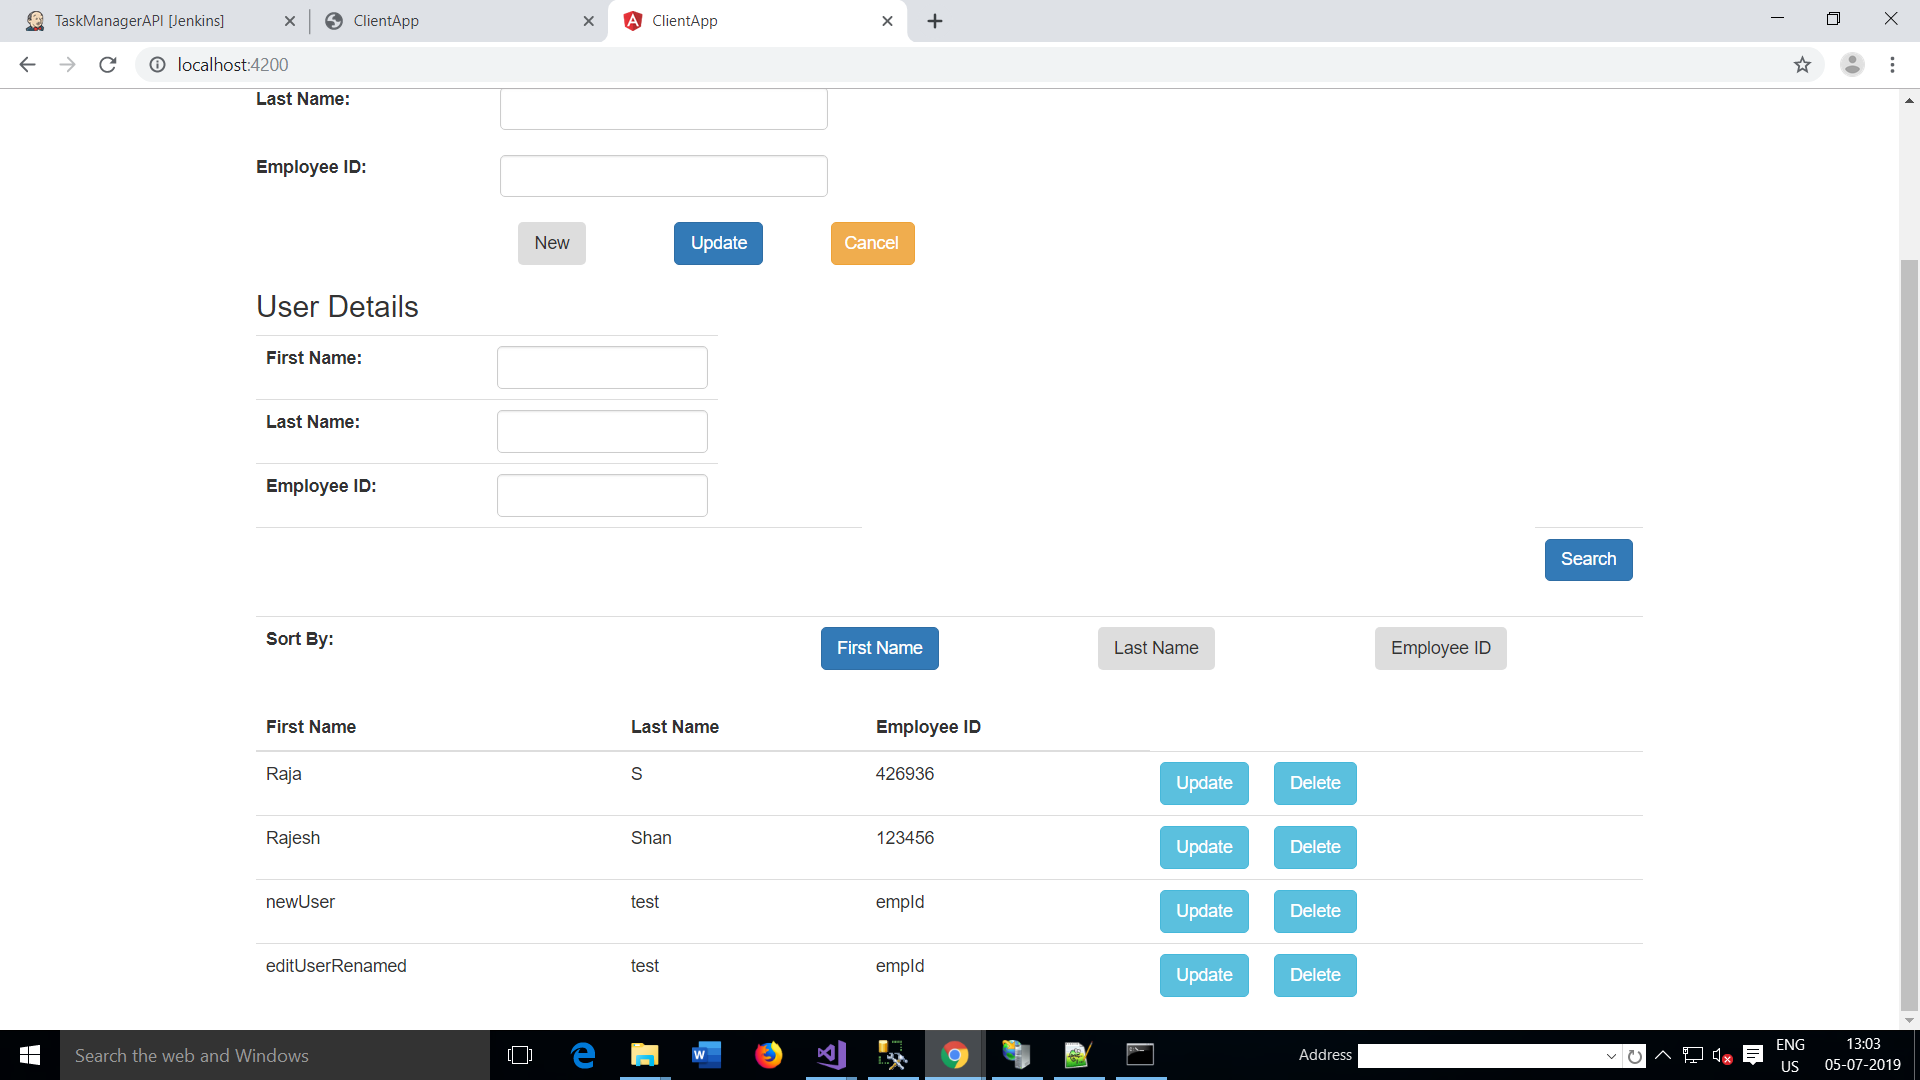 TaskManagerAPI [Jenkins] ClientApp ClientApp
localhost:4200
Last Name:
Employee ID:
New Update Cancel
User Details
First Name:
Last Name:
Employee ID:
Search
Sort By: First Name Last Name Employee ID
First Name Last Name Employee ID
Raja S 426936 Update Delete
Rajesh Shan 123456 Update Delete
newUser test empId Update Delete
editUserRenamed test empId Update Delete
Search the web and Windows Address ENG 13:03
US 05-07-2019